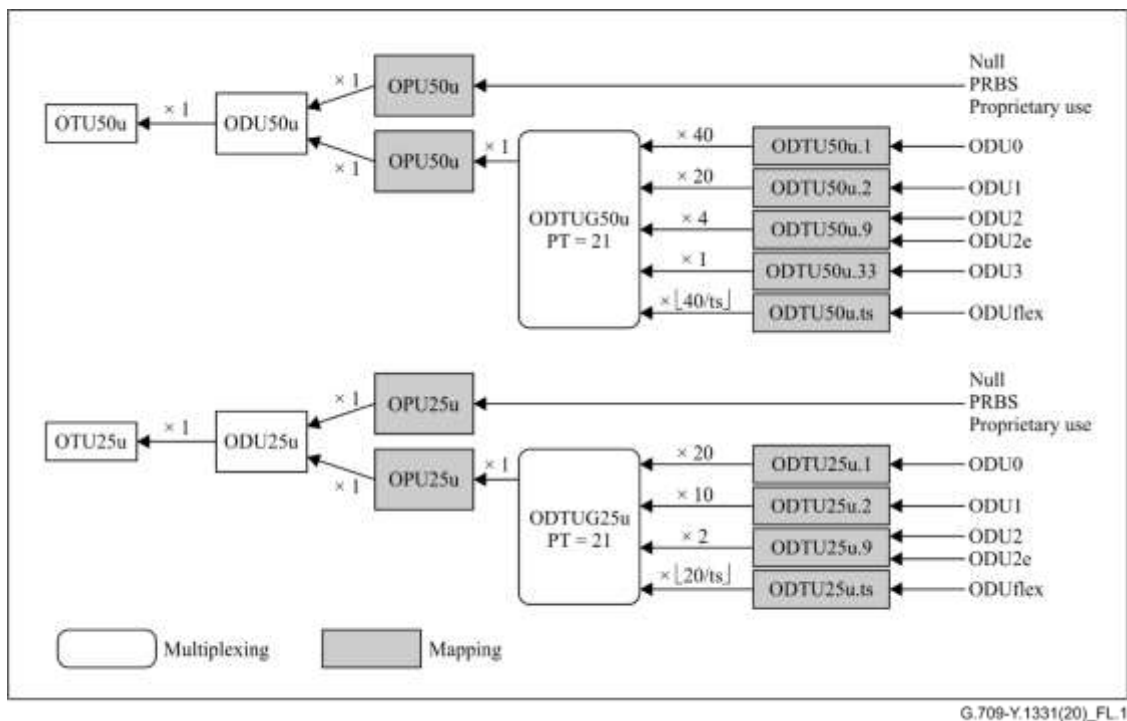 Null
PRBS
Proprietary use
× 1
OPU50u
× 1
OTU50u
ODU50u
× 1
OPU50u
× 1
ODTUG50u
PT = 21
× 40
ODTU50u.1
ODU0
× 20
ODTU50u.2
ODU1
× 4
ODTU50u.9
ODU2
ODU2e
× 1
ODTU50u.33
ODU3
× ⌊40/ts⌋
ODTU50u.ts
ODUflex
Null
PRBS
Proprietary use
× 1
OPU25u
× 1
OTU25u
ODU25u
× 1
OPU25u
× 1
ODTUG25u
PT = 21
× 20
ODTU25u.1
ODU0
× 10
ODTU25u.2
ODU1
× 2
ODTU25u.9
ODU2
ODU2e
× ⌊20/ts⌋
ODTU25u.ts
ODUflex
Multiplexing
Mapping
G.709-Y.1331(20)_FL.1